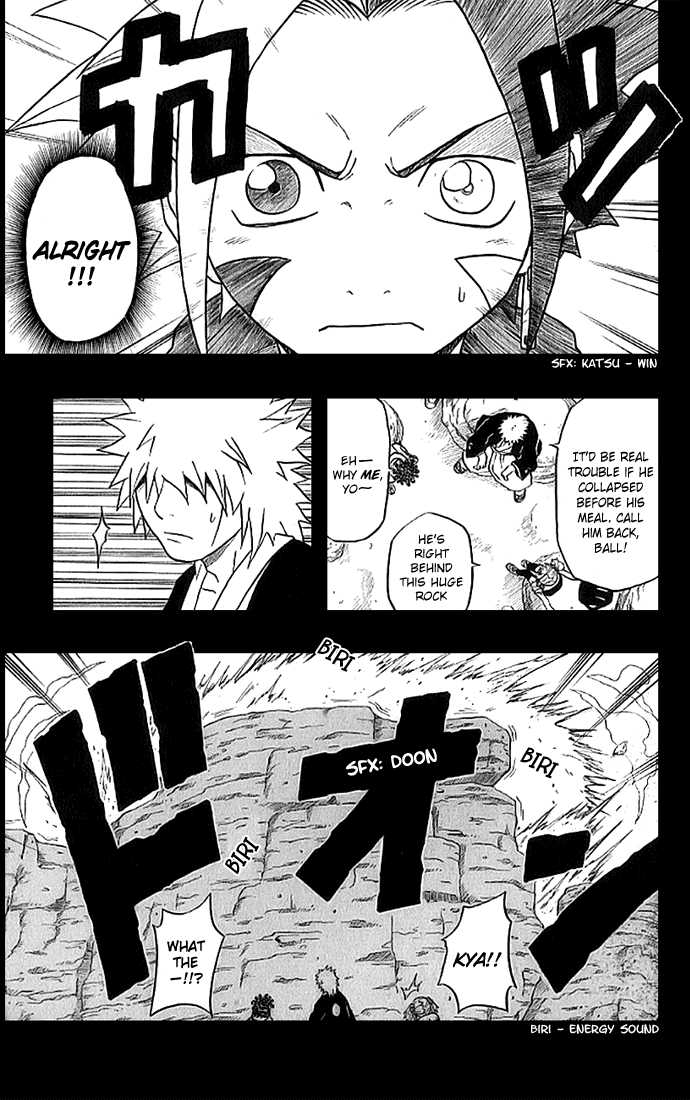 カッ
ALRIGHT
!!!
SFX: KATSU - WIN
IT'D BE REAL
TROUBLE IF HE
COLLAPSED
BEFORE HIS
MEAL. CALL
HIM BACK,
BALL!
EH—
WHY ME,
YO~
HE'S
RIGHT
BEHIND
THIS HUGE
ROCK
ドオン
SFX: DOON
BIRI
BIRI
BIRI
KYA!!
WHAT
THE
—!!?
BIRI - ENERGY SOUND